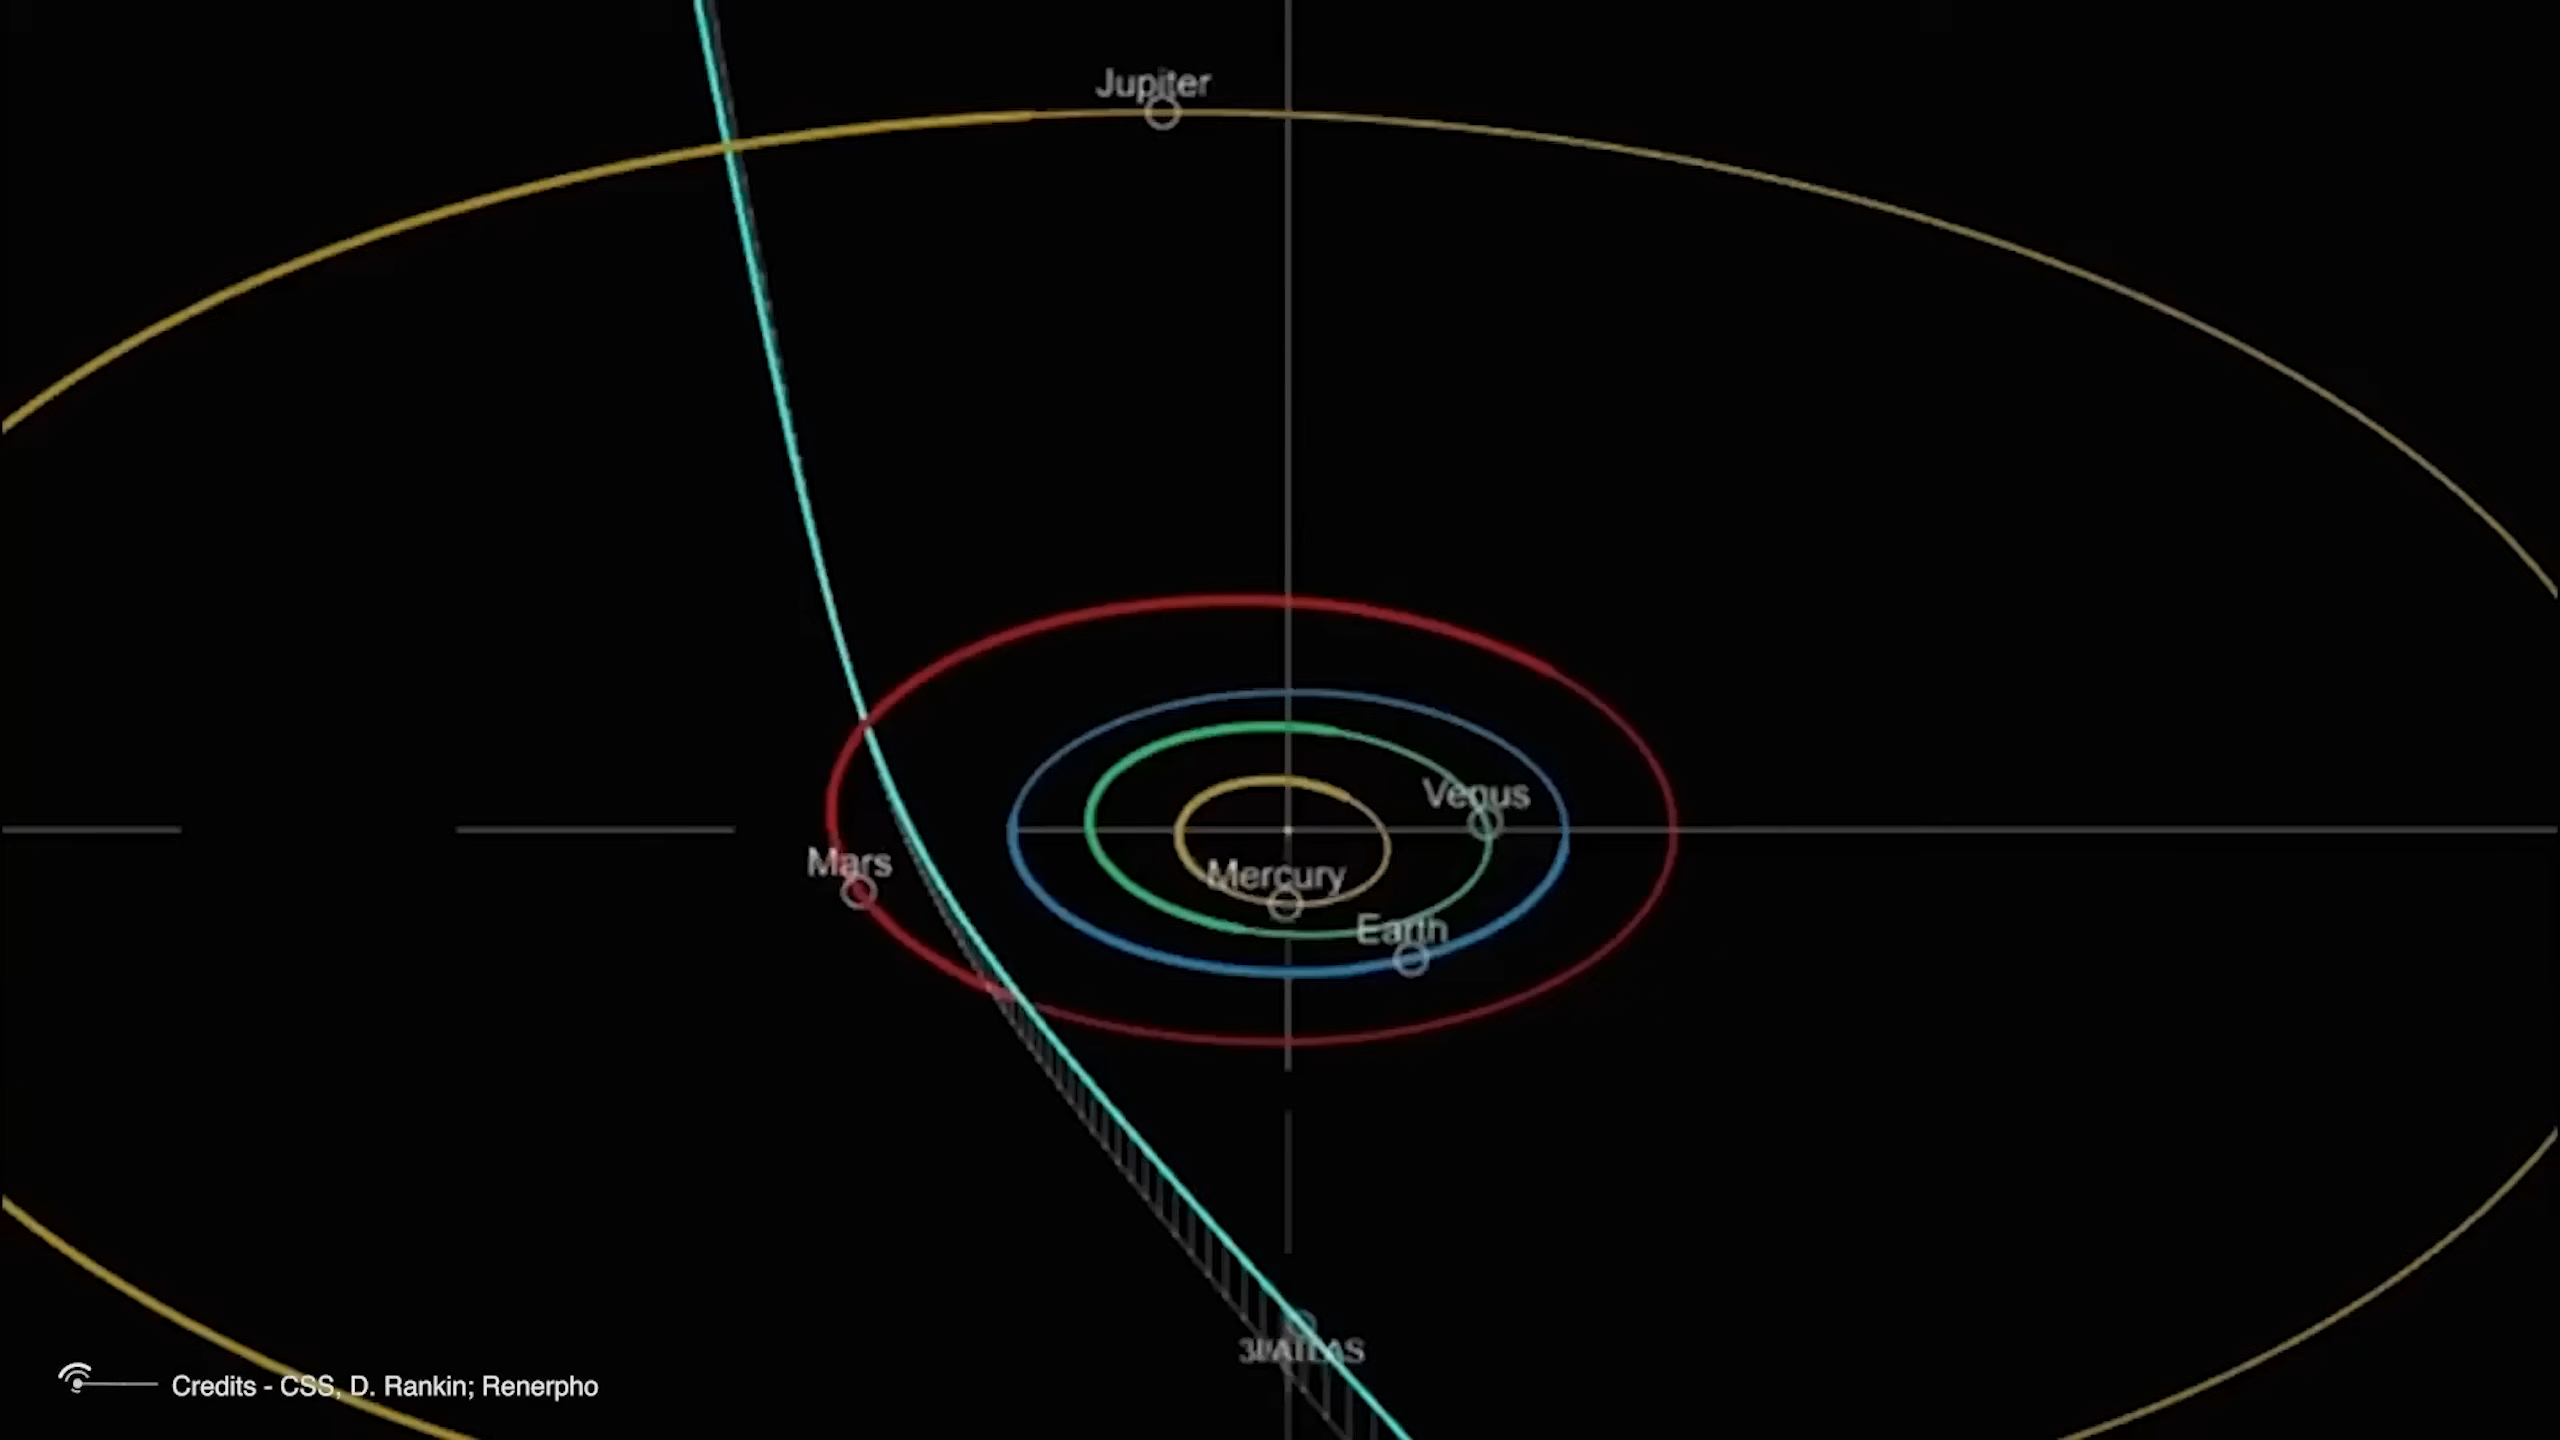 Jupiter
Venus
Mars
Mercury
Earth
3I/ATLAS
Credits - CSS, D. Rankin; Renerpho